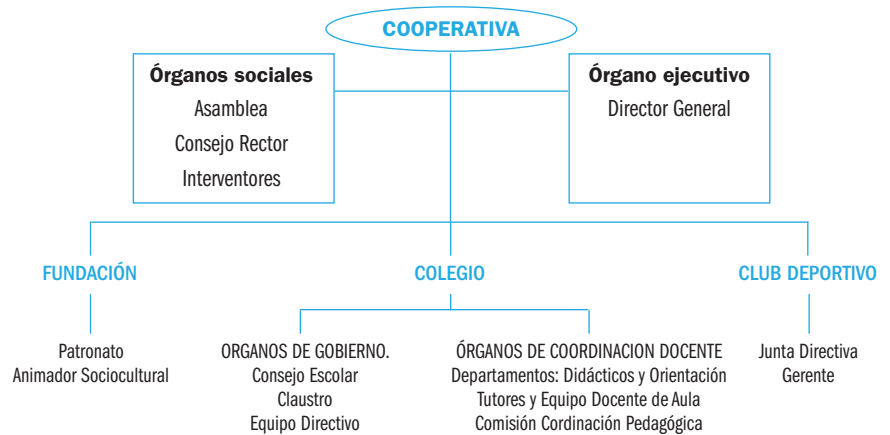 COOPERATIVA
Órganos sociales
Asamblea
Consejo Rector
Interventores
Órgano ejecutivo
Director General
FUNDACIÓN
COLEGIO
CLUB DEPORTIVO
Patronato
Animador Sociocultural
ORGANOS DE GOBIERNO.
Consejo Escolar
Claustro
Equipo Directivo
ÓRGANOS DE COORDINACION DOCENTE
Departamentos: Didácticos y Orientación
Tutores y Equipo Docente de Aula
Comisión Cordinación Pedagógica
Junta Directiva
Gerente